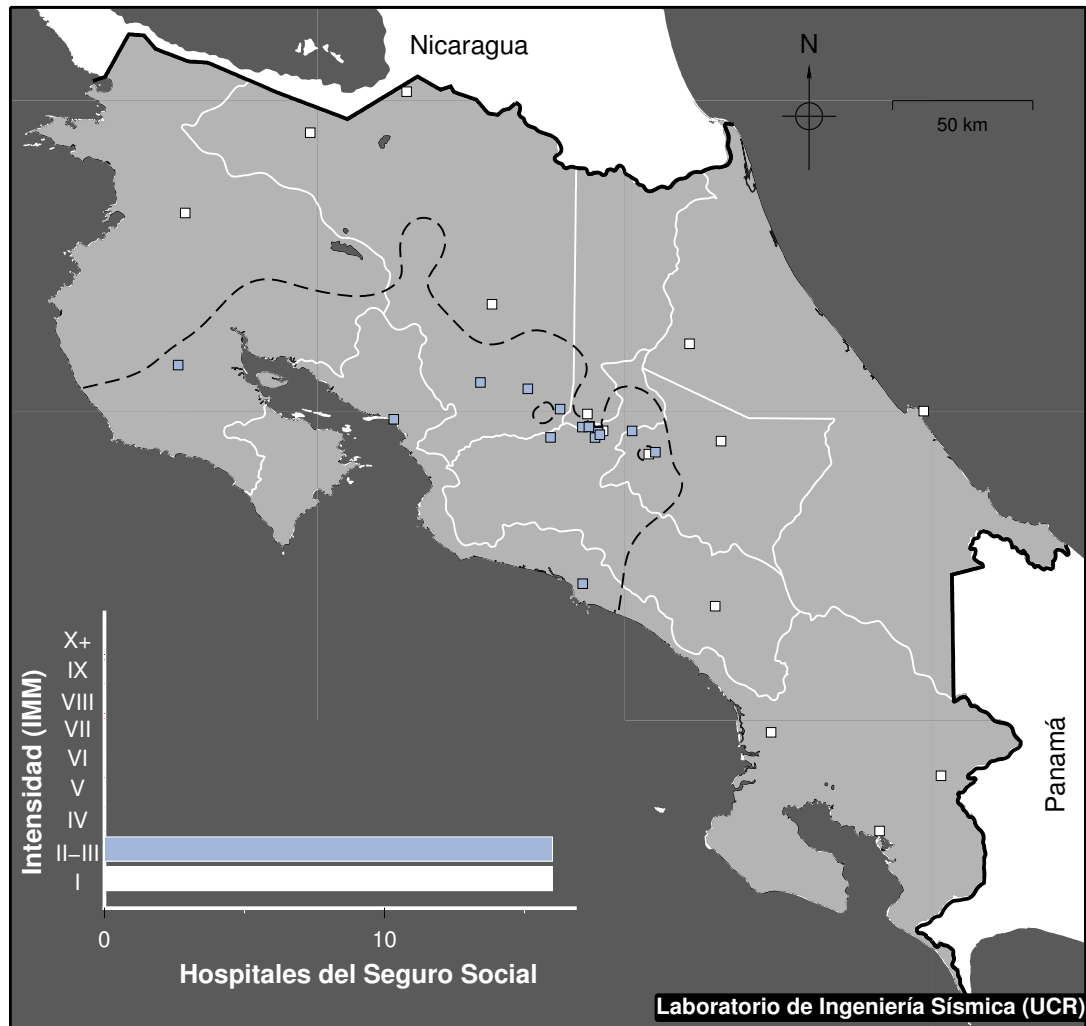 Nicaragua
N
50 km
Panamá
Intensidad (IMM)
X+
IX
VIII
VII
VI
V
IV
II–III
I
0
10
Hospitales del Seguro Social
Laboratorio de Ingeniería Sísmica (UCR)